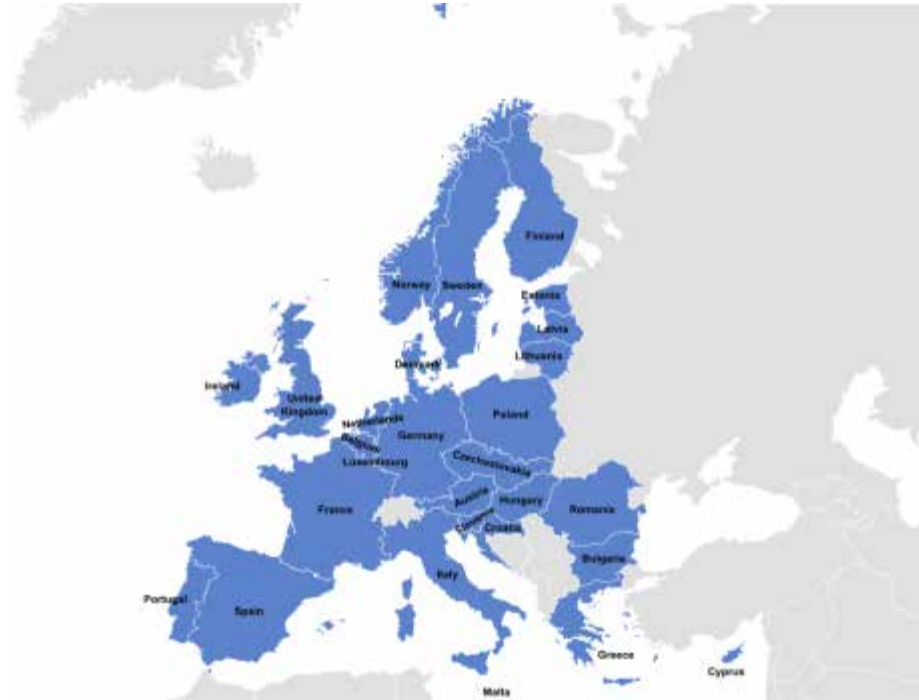 Finland
Norway
Sweden
Estonia
Latvia
Denmark
Lithuania
Ireland
United
Kingdom
Netherlands
Poland
Belgium
Germany
Luxembourg
Czechoslovakia
Austria
Hungary
France
Romania
Slovenia
Croatia
Bulgaria
Italy
Portugal
Spain
Greece
Cyprus
Malta